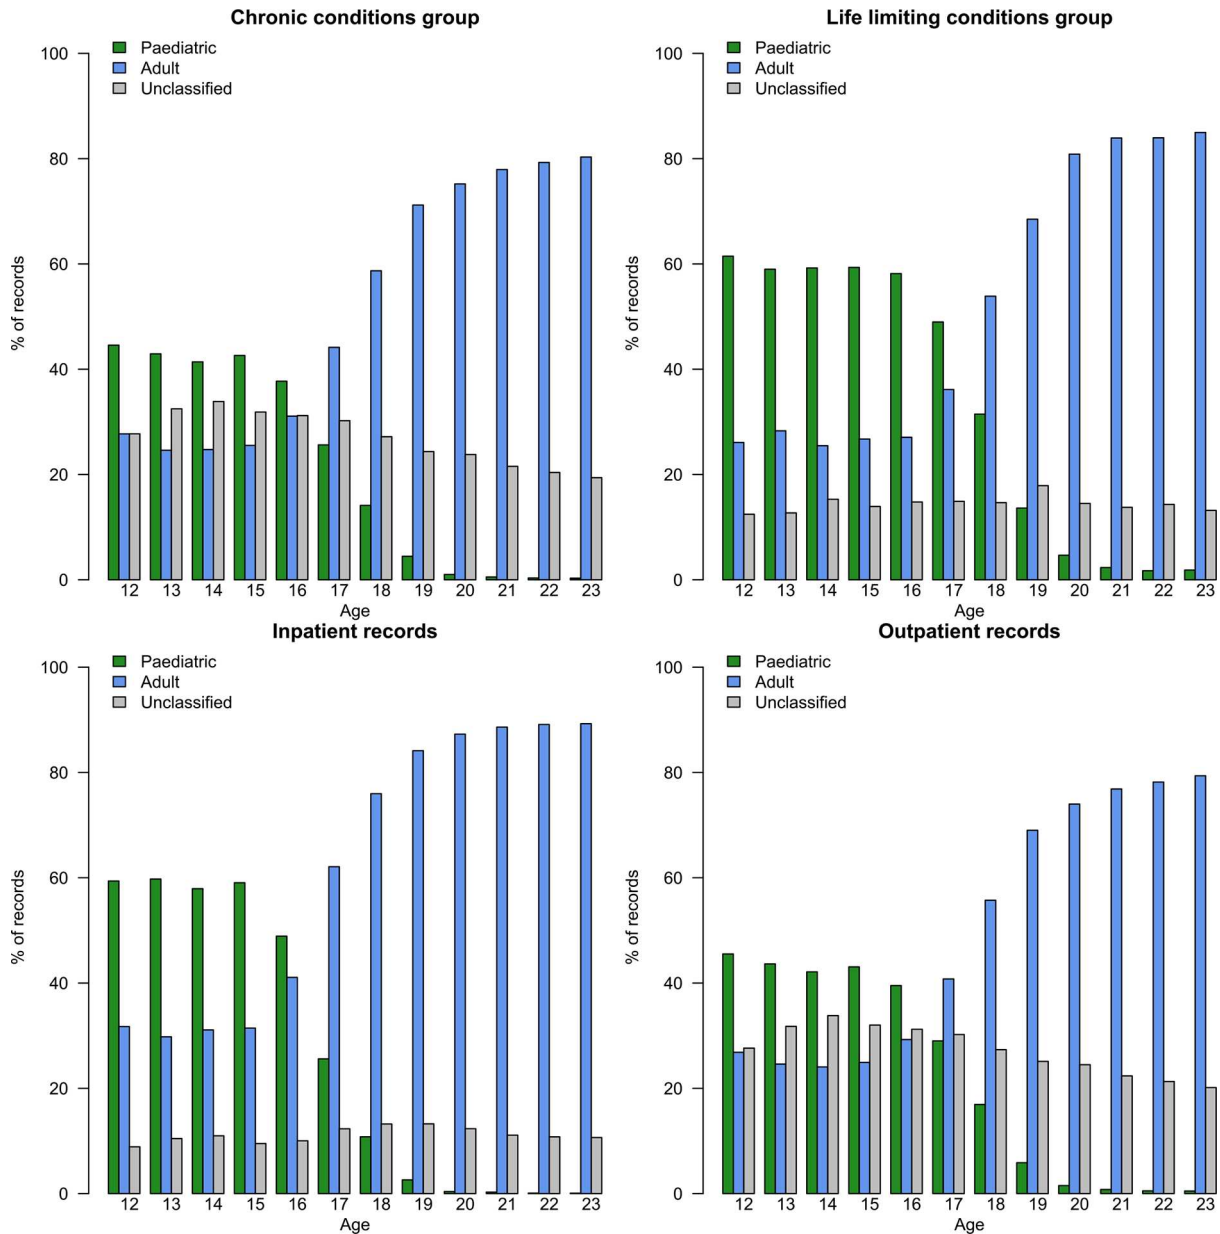 Chronic conditions group
Paediatric
Adult
Unclassified
% of records
100
80
60
40
20
0
12 13 14 15 16 17 18 19 20 21 22 23
Age
Life limiting conditions group
Paediatric
Adult
Unclassified
% of records
100
80
60
40
20
0
12 13 14 15 16 17 18 19 20 21 22 23
Age
Inpatient records
Paediatric
Adult
Unclassified
% of records
100
80
60
40
20
0
12 13 14 15 16 17 18 19 20 21 22 23
Age
Outpatient records
Paediatric
Adult
Unclassified
% of records
100
80
60
40
20
0
12 13 14 15 16 17 18 19 20 21 22 23
Age